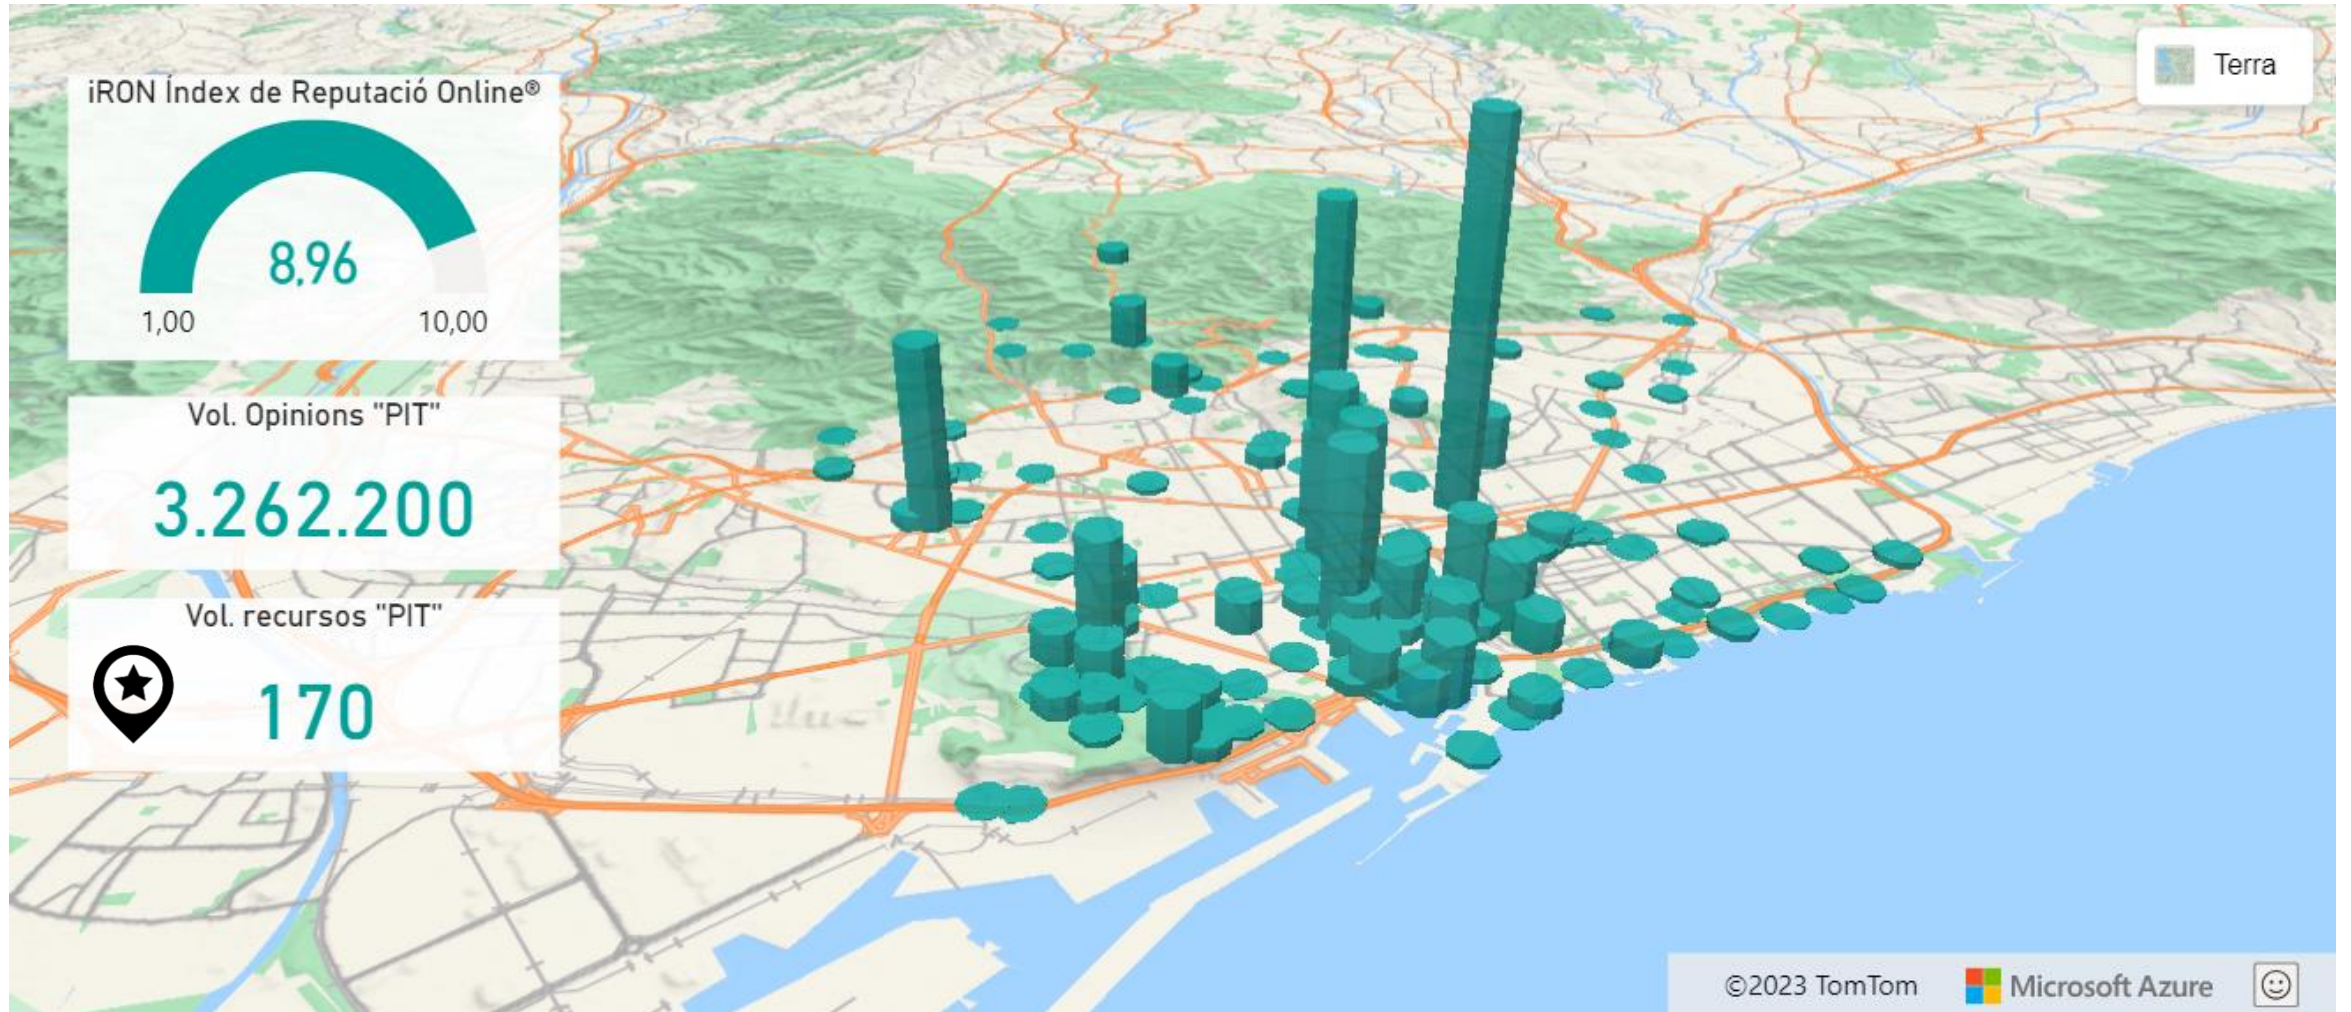 iRON Índex de Reputació Online®
8,96
1,00
10,00
Vol. Opinions "PIT"
3.262.200
Vol. recursos "PIT"
170
Terra
©2023 TomTom
Microsoft Azure